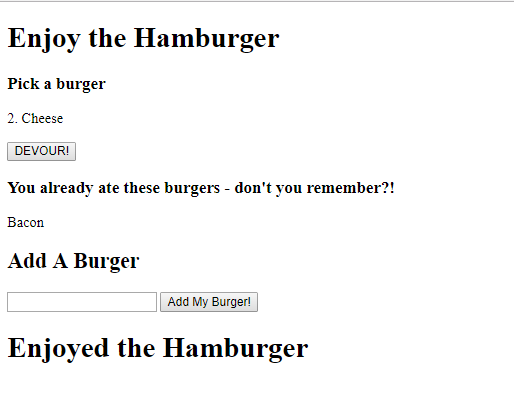 Enjoy the Hamburger
Pick a burger
2. Cheese
DEVOUR!
You already ate these burgers - don't you remember?!
Bacon
Add A Burger
Add My Burger!
Enjoyed the Hamburger